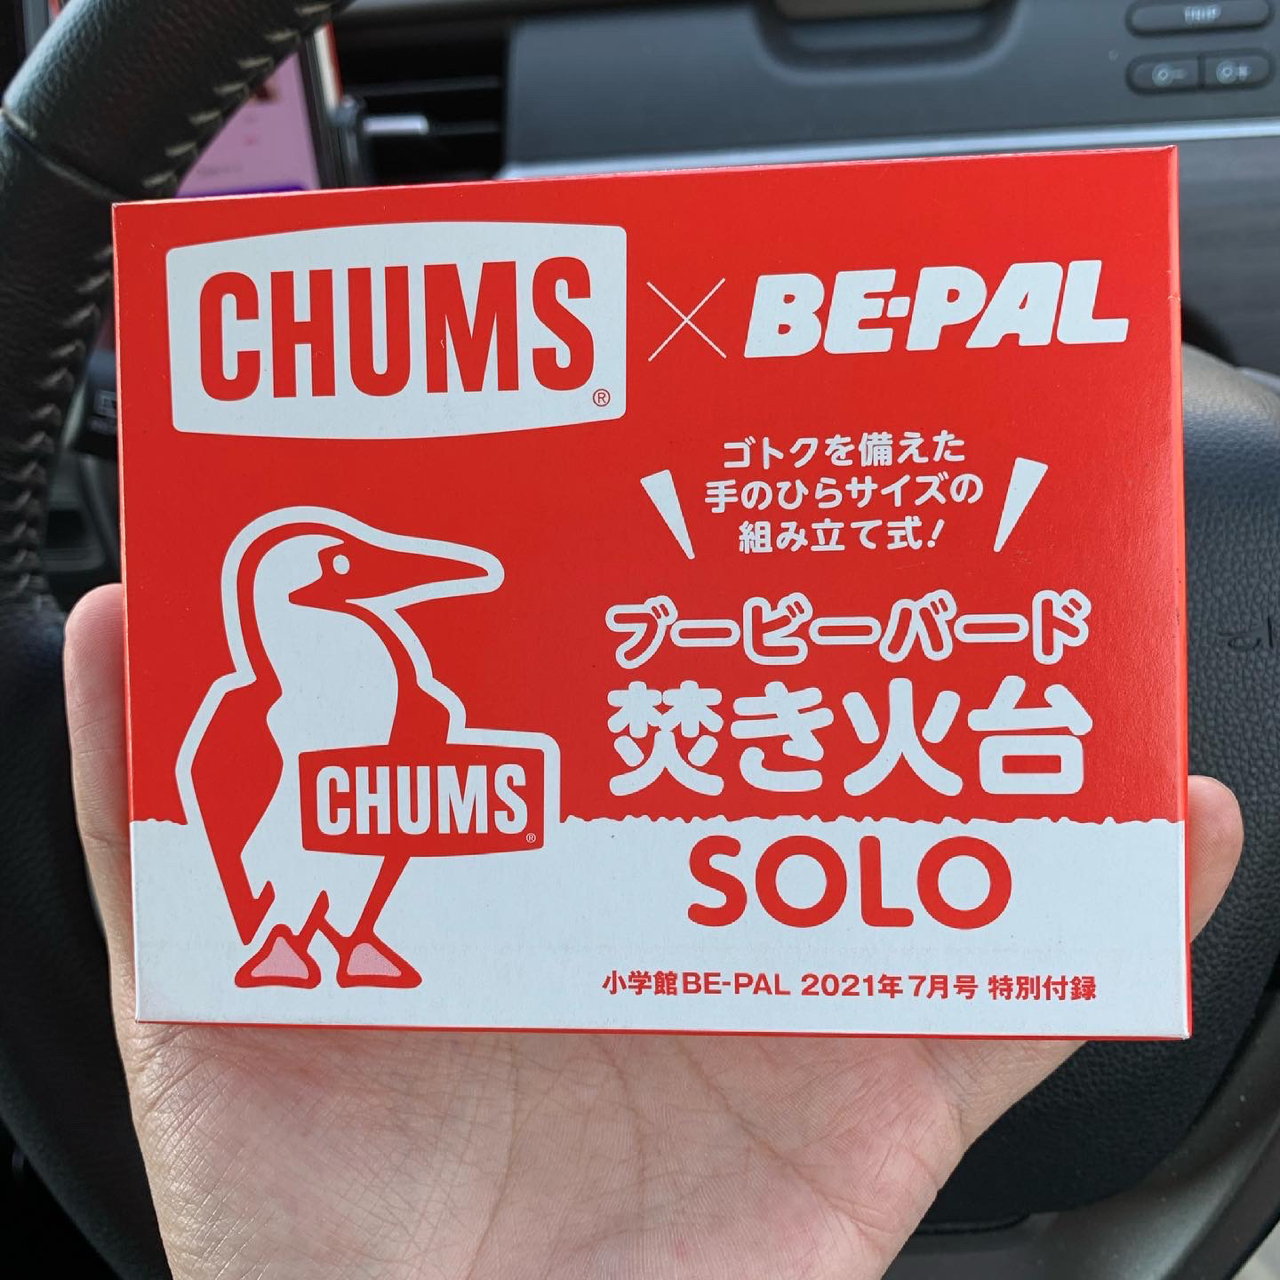 TRIP
CHUMS® × BE-PAL
ゴトクを備えた
手のひらサイズの
組み立て式!
ブービーバード
焚き火台
SOLO
CHUMS®
小学館BE-PAL 2021年7月号 特別付録